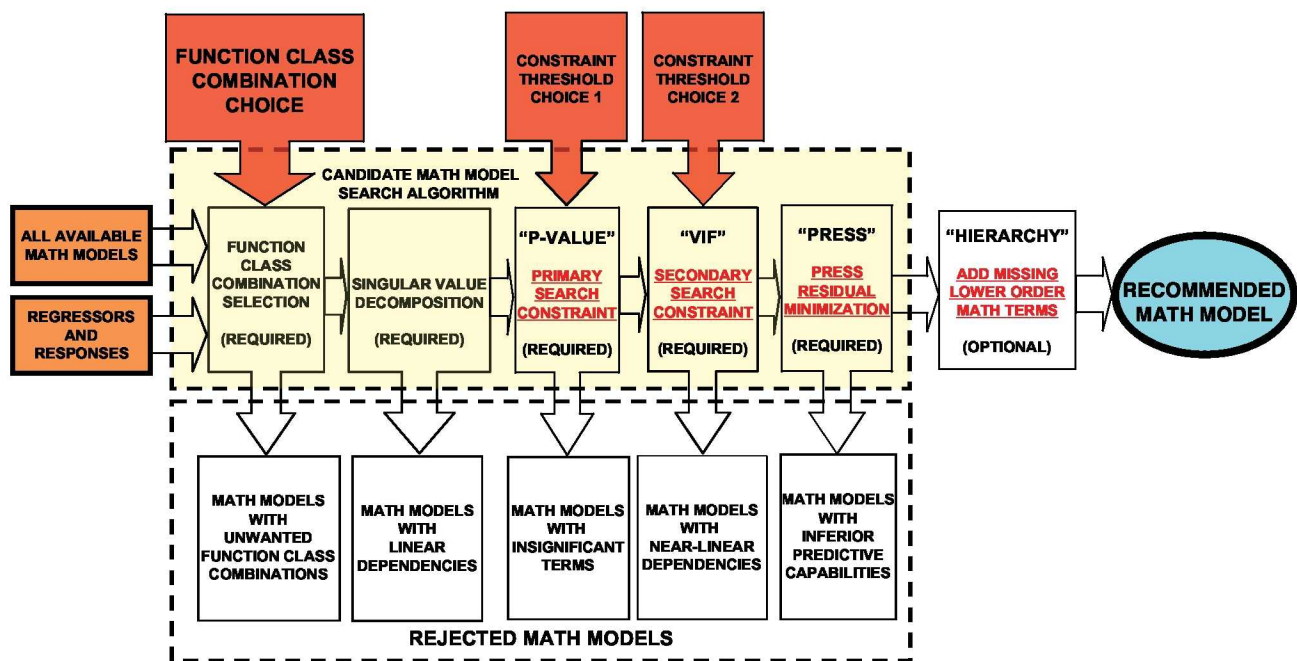 FUNCTION CLASS
COMBINATION
CHOICE
CONSTRAINT
THRESHOLD
CHOICE 1
CONSTRAINT
THRESHOLD
CHOICE 2
CANDIDATE MATH MODEL
SEARCH ALGORITHM
ALL AVAILABLE
MATH MODELS
REGRESSORS
AND
RESPONSES
FUNCTION
CLASS
COMBINATION
SELECTION
(REQUIRED)
SINGULAR VALUE
DECOMPOSITION
(REQUIRED)
“P-VALUE”
PRIMARY
SEARCH
CONSTRAINT
(REQUIRED)
“VIF”
SECONDARY
SEARCH
CONSTRAINT
(REQUIRED)
“PRESS”
PRESS
RESIDUAL
MINIMIZATION
(REQUIRED)
“HIERARCHY”
ADD MISSING
LOWER ORDER
MATH TERMS
(OPTIONAL)
RECOMMENDED
MATH MODEL
MATH MODELS
WITH
UNWANTED
FUNCTION CLASS
COMBINATIONS
MATH MODELS
WITH
LINEAR
DEPENDENCIES
MATH MODELS
WITH
INSIGNIFICANT
TERMS
MATH MODELS
WITH
NEAR-LINEAR
DEPENDENCIES
MATH MODELS
WITH
INFERIOR
PREDICTIVE
CAPABILITIES
REJECTED MATH MODELS